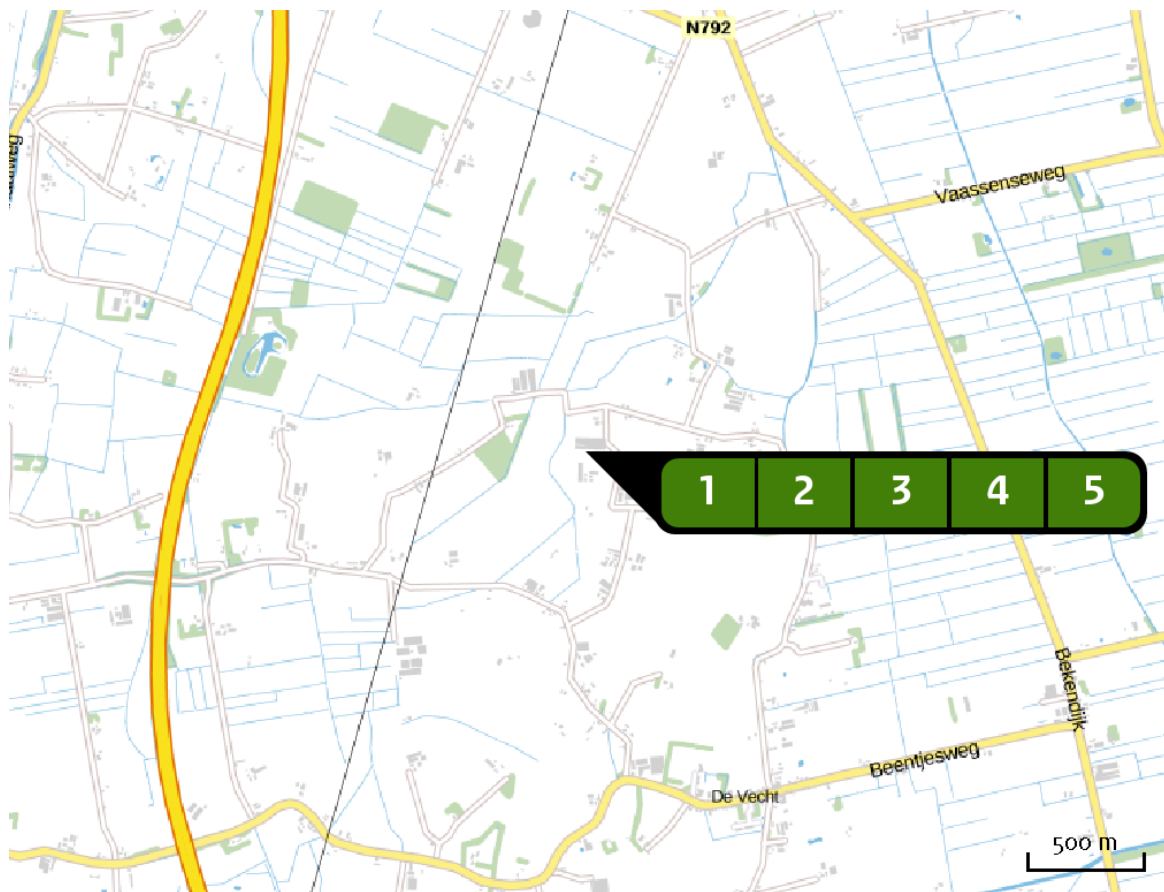 N792
Vaassenseweg
1 2 3 4 5
Bekendijk
Beentjesweg
De Vecht
500 m